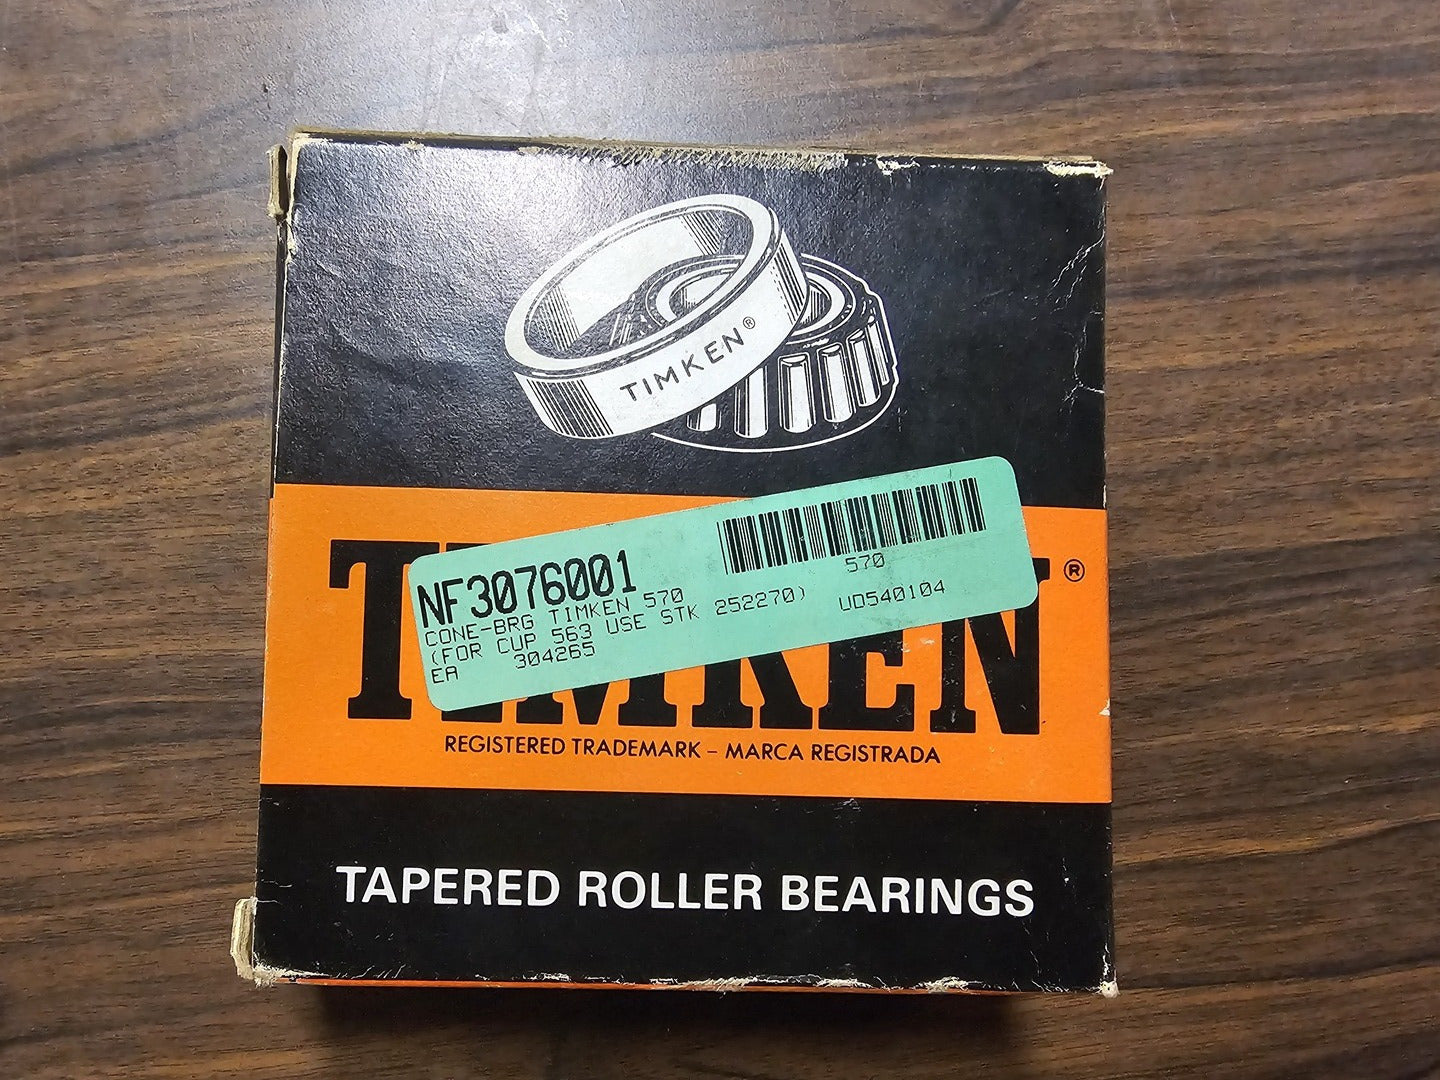 TIMKEN®
NF3076001
CONE-BRG TIMKEN 570
(FOR CUP 563 USE STK 252270)
EA 304265
570
UD540104
TIMKEN®
REGISTERED TRADEMARK – MARCA REGISTRADA
TAPERED ROLLER BEARINGS